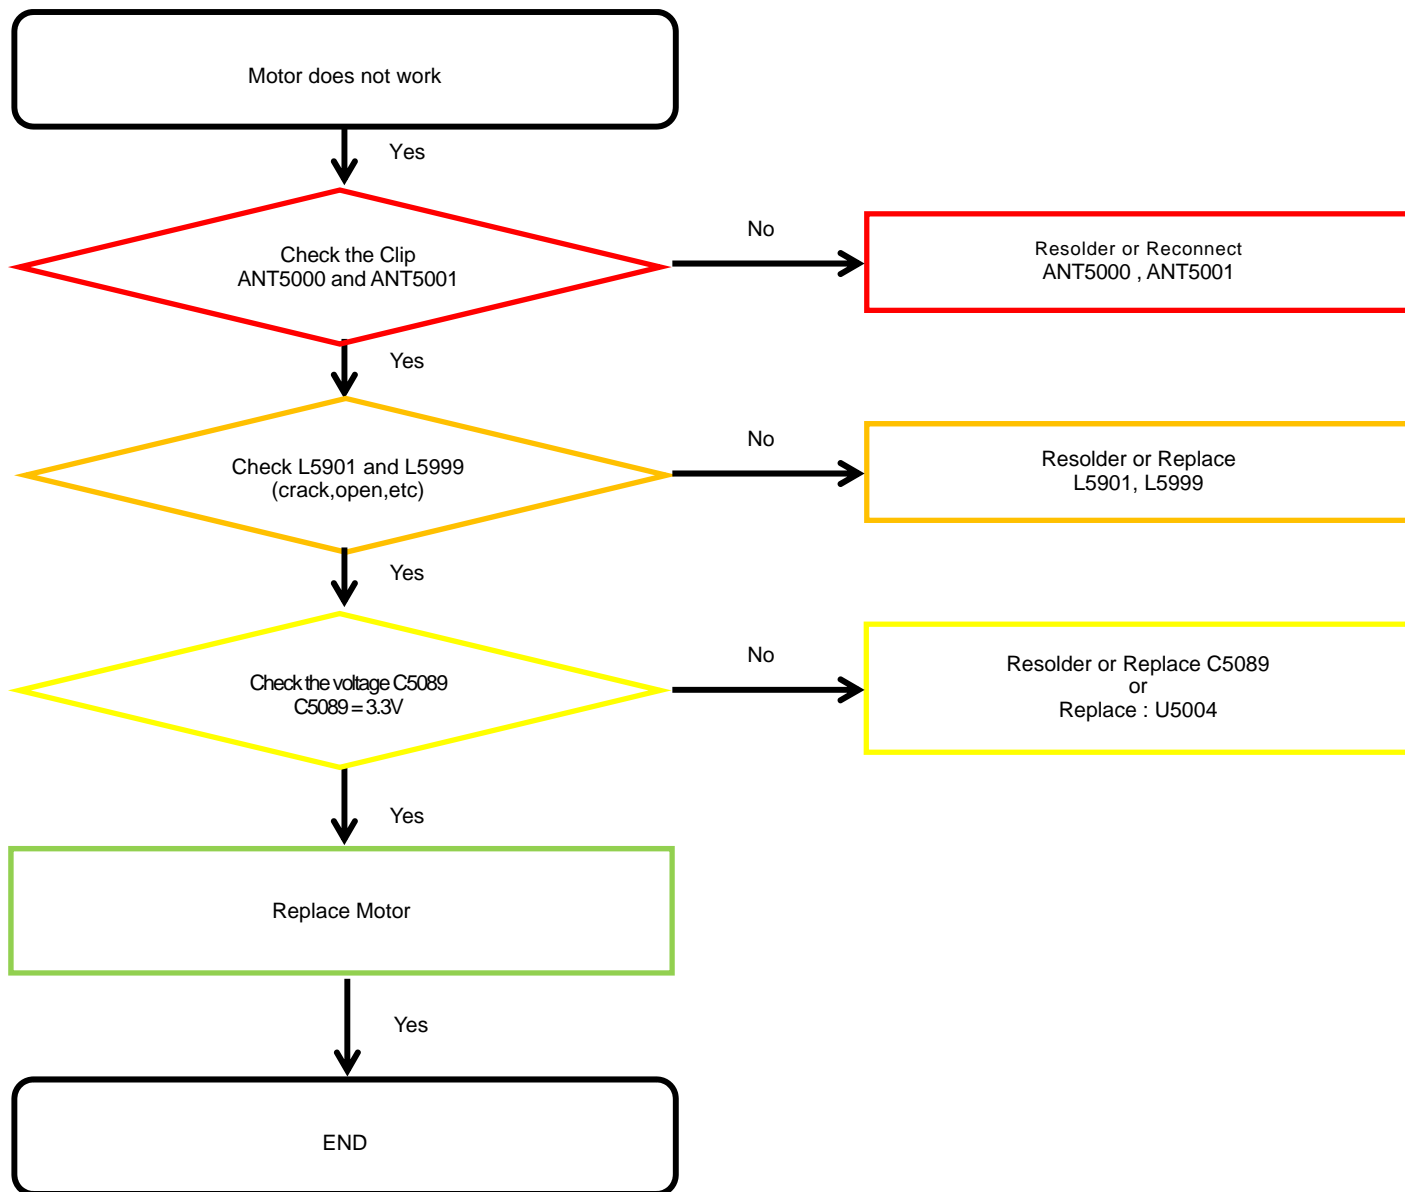 Motor does not work
Yes
Check the Clip
ANT5000 and ANT5001
No
Resolder or Reconnect
ANT5000 , ANT5001
Yes
Check L5901 and L5999
(crack,open,etc)
No
Resolder or Replace
L5901, L5999
Yes
Check the voltage C5089
C5089 = 3.3V
No
Resolder or Replace C5089
or
Replace : U5004
Yes
Replace Motor
Yes
END